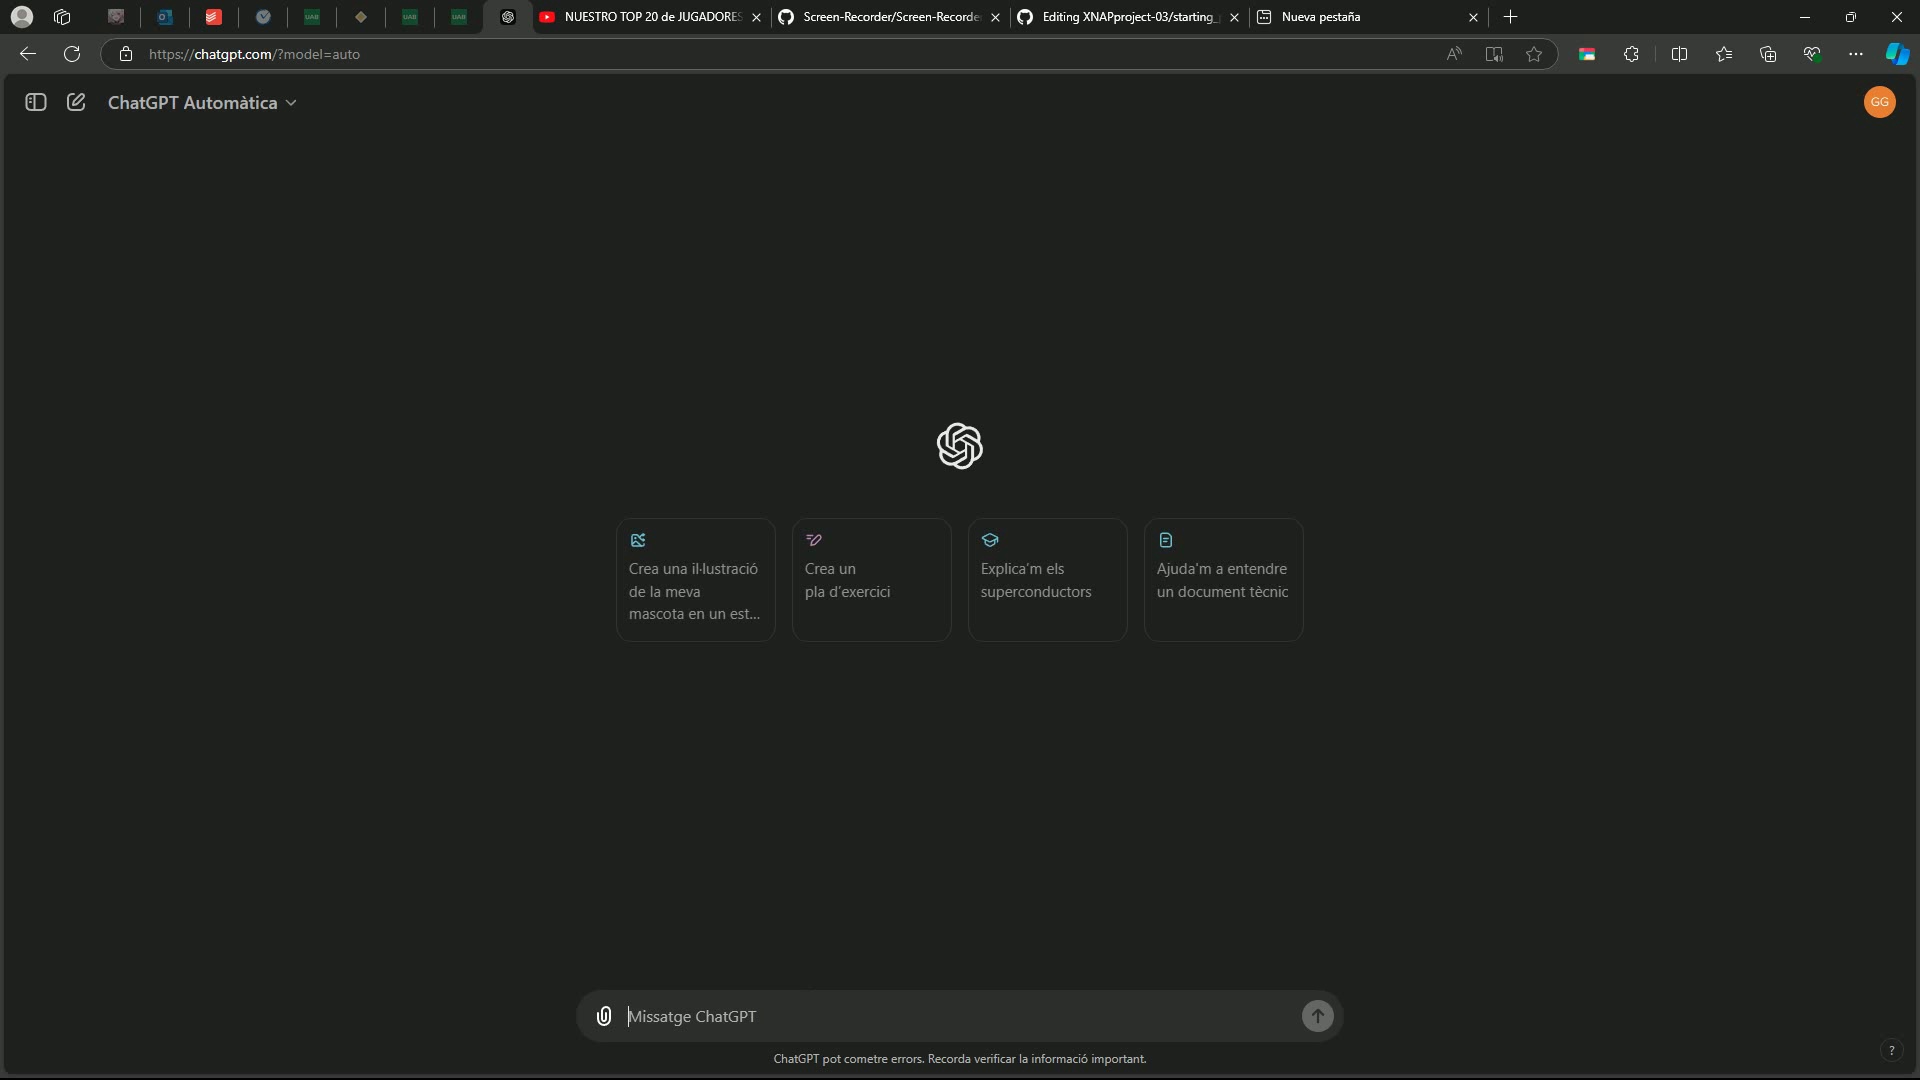 NUESTRO TOP 20 de JUGADORES
Screen-Recorder/Screen-Recorde
Editing XNAPproject-03/starting_
Nueva pestaña
https://chatgpt.com/?model=auto
ChatGPT Automàtica
GG
Crea una il·lustració
de la meva
mascota en un est...
Crea un
pla d'exercici
Explica'm els
superconductors
Ajuda'm a entendre
un document tècnic
Missatge ChatGPT
ChatGPT pot cometre errors. Recorda verificar la informació important.
?